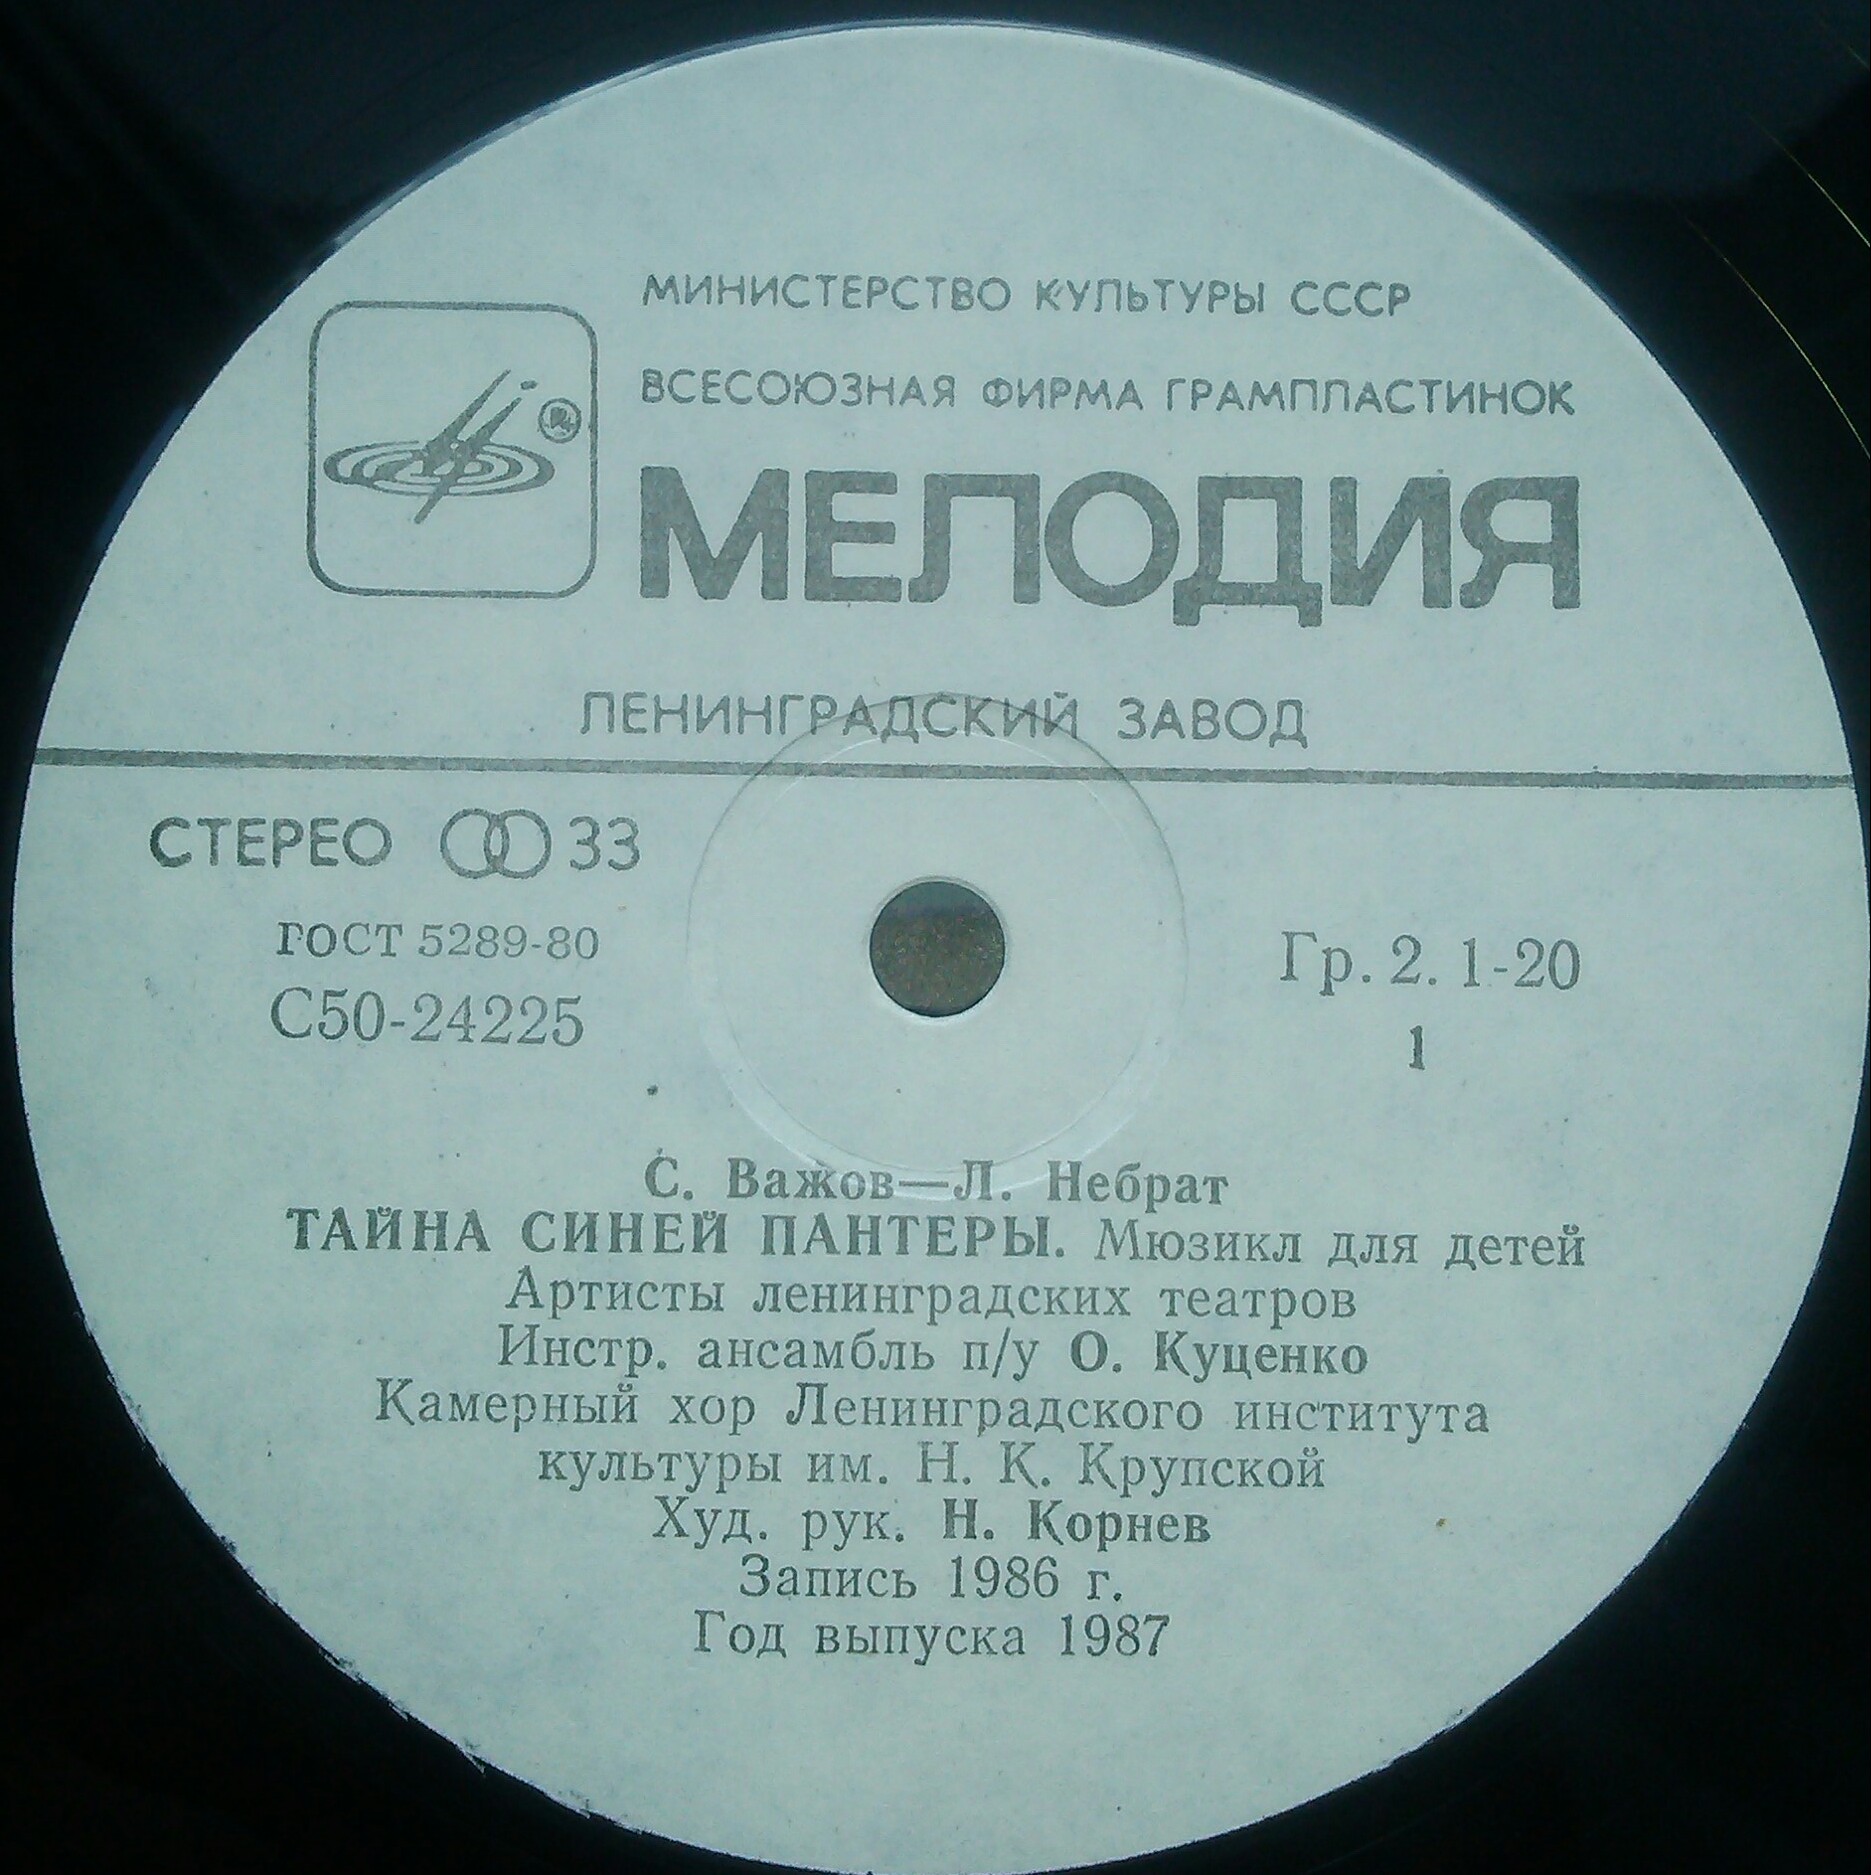 МИНИСТЕРСТВО КУЛЬТУРЫ СССР
ВСЕСОЮЗНАЯ ФИРМА ГРАМПЛАСТИНОК
МЕЛОДИЯ
ЛЕНИНГРАДСКИЙ ЗАВОД
СТЕРЕО 33
ГОСТ 5289-80
С50-24225
Гр. 2. 1-20
1
С. Важов—Л. Небрат
ТАЙНА СИНЕЙ ПАНТЕРЫ. Мюзикл для детей
Артисты ленинградских театров
Инстр. ансамбль п/у О. Куценко
Камерный хор Ленинградского института
культуры им. Н. К. Крупской
Худ. рук. Н. Корнев
Запись 1986 г.
Год выпуска 1987